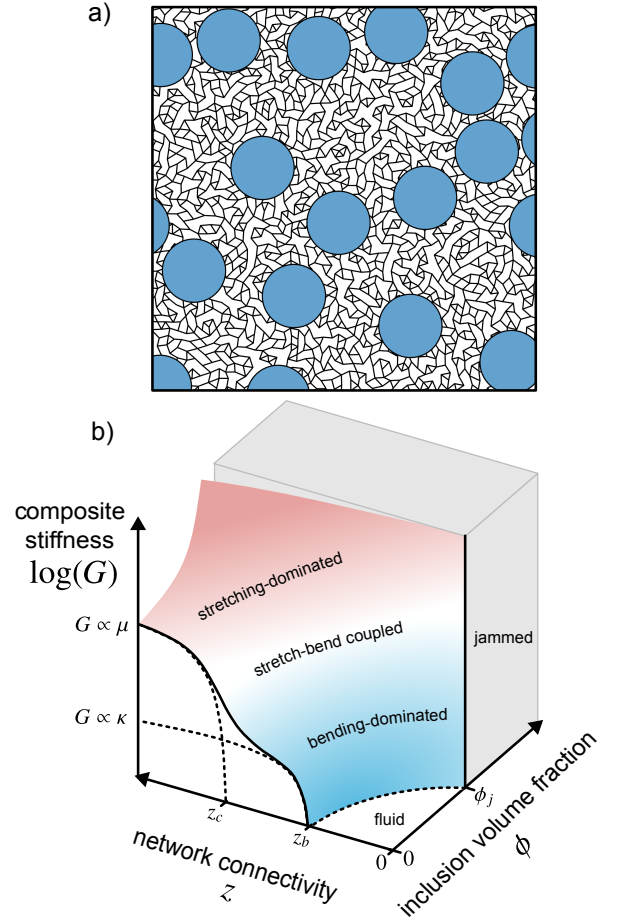 a)
b)
composite
stiffness
log(G)
G ∝ μ
G ∝ κ
stretching-dominated
stretch-bend coupled
bending-dominated
jammed
fluid
z_c
z_b
0
0
ϕ_j
network connectivity
z
inclusion volume fraction
ϕ